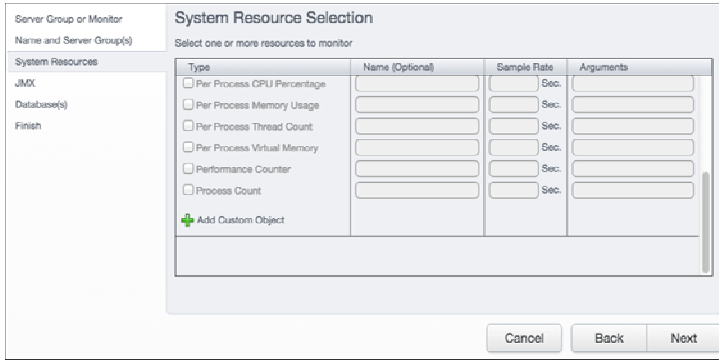 Server Group or Monitor
Name and Server Group(s)
System Resources
JMX
Database(s)
Finish
System Resource Selection
Select one or more resources to monitor
Type Name (Optional) Sample Rate Arguments
Per Process CPU Percentage Sec.
Per Process Memory Usage Sec.
Per Process Thread Count Sec.
Per Process Virtual Memory Sec.
Performance Counter Sec.
Process Count Sec.
Add Custom Object
Cancel Back Next